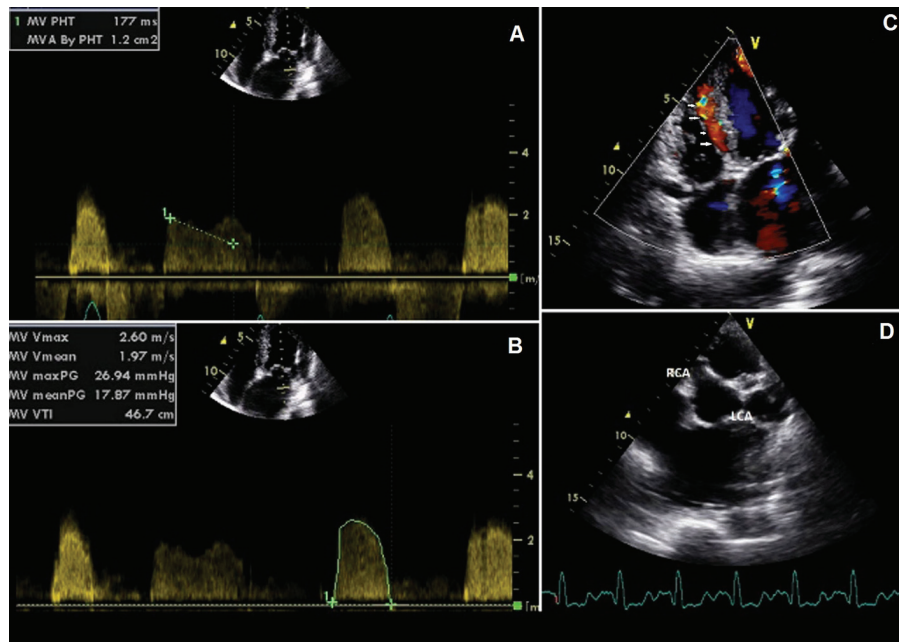 1 MV PHT 177 ms
MVA By PHT 1.2 cm2
5
10
A
4
2
1
[m/
MV Vmax 2.60 m/s
MV Vmean 1.97 m/s
MV maxPG 26.94 mmHg
MV meanPG 17.87 mmHg
MV VTI 46.7 cm
5
10
B
4
2
1
[m
C
V
5
10
15
D
V
RCA
LCA
10
15